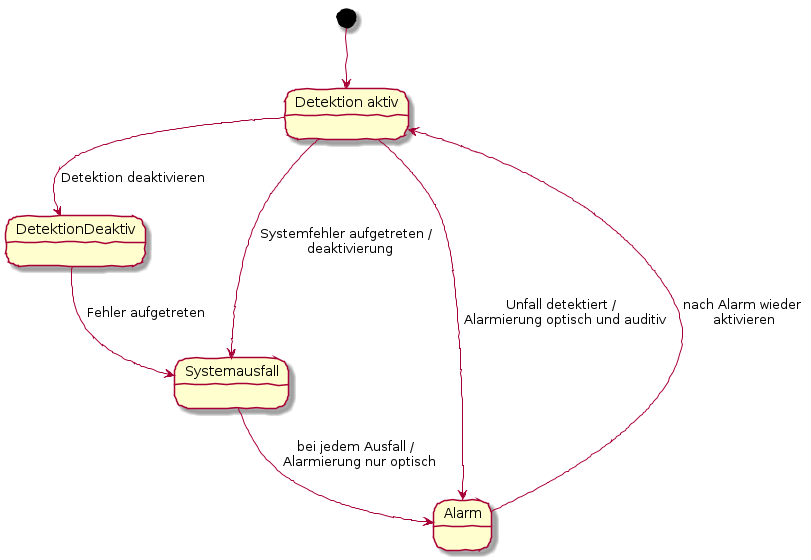 Detektion aktiv
Detektion deaktivieren
DetektionDeaktiv
Systemfehler aufgetreten /
deaktivierung
Fehler aufgetreten
Unfall detektiert /
Alarmierung optisch und auditiv
nach Alarm wieder
aktivieren
Systemausfall
bei jedem Ausfall /
Alarmierung nur optisch
Alarm